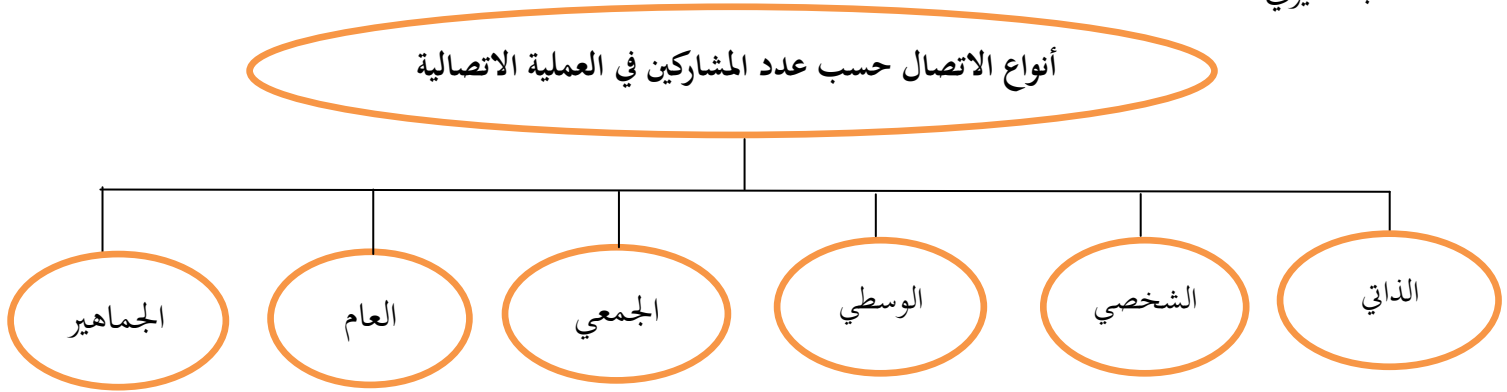 أنواع الاتصال حسب عدد المشاركين في العملية الاتصالية
الذاتي
الشخصي
الوسطي
الجمعي
العام
الجماهير